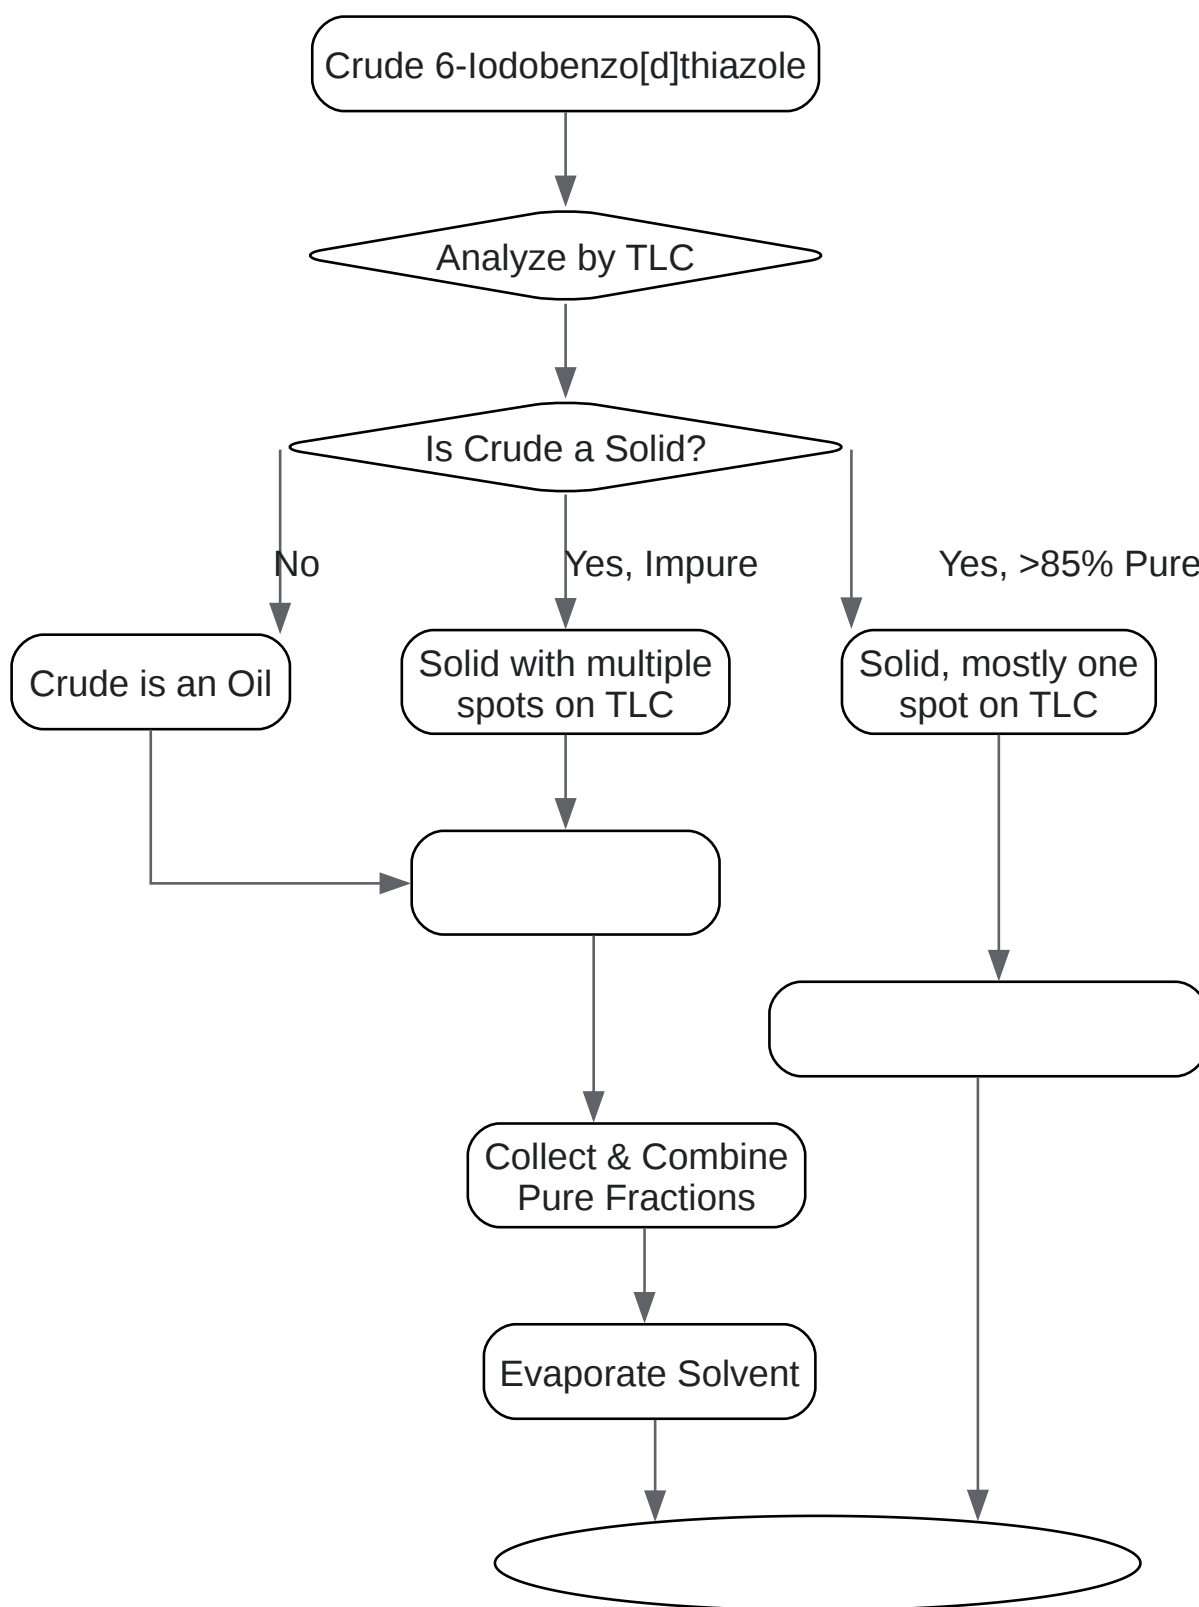 Crude 6-Iodobenzo[d]thiazole
Analyze by TLC
Is Crude a Solid?
No
Yes, Impure
Yes, >85% Pure
Crude is an Oil
Solid with multiple
spots on TLC
Solid, mostly one
spot on TLC
Collect & Combine
Pure Fractions
Evaporate Solvent